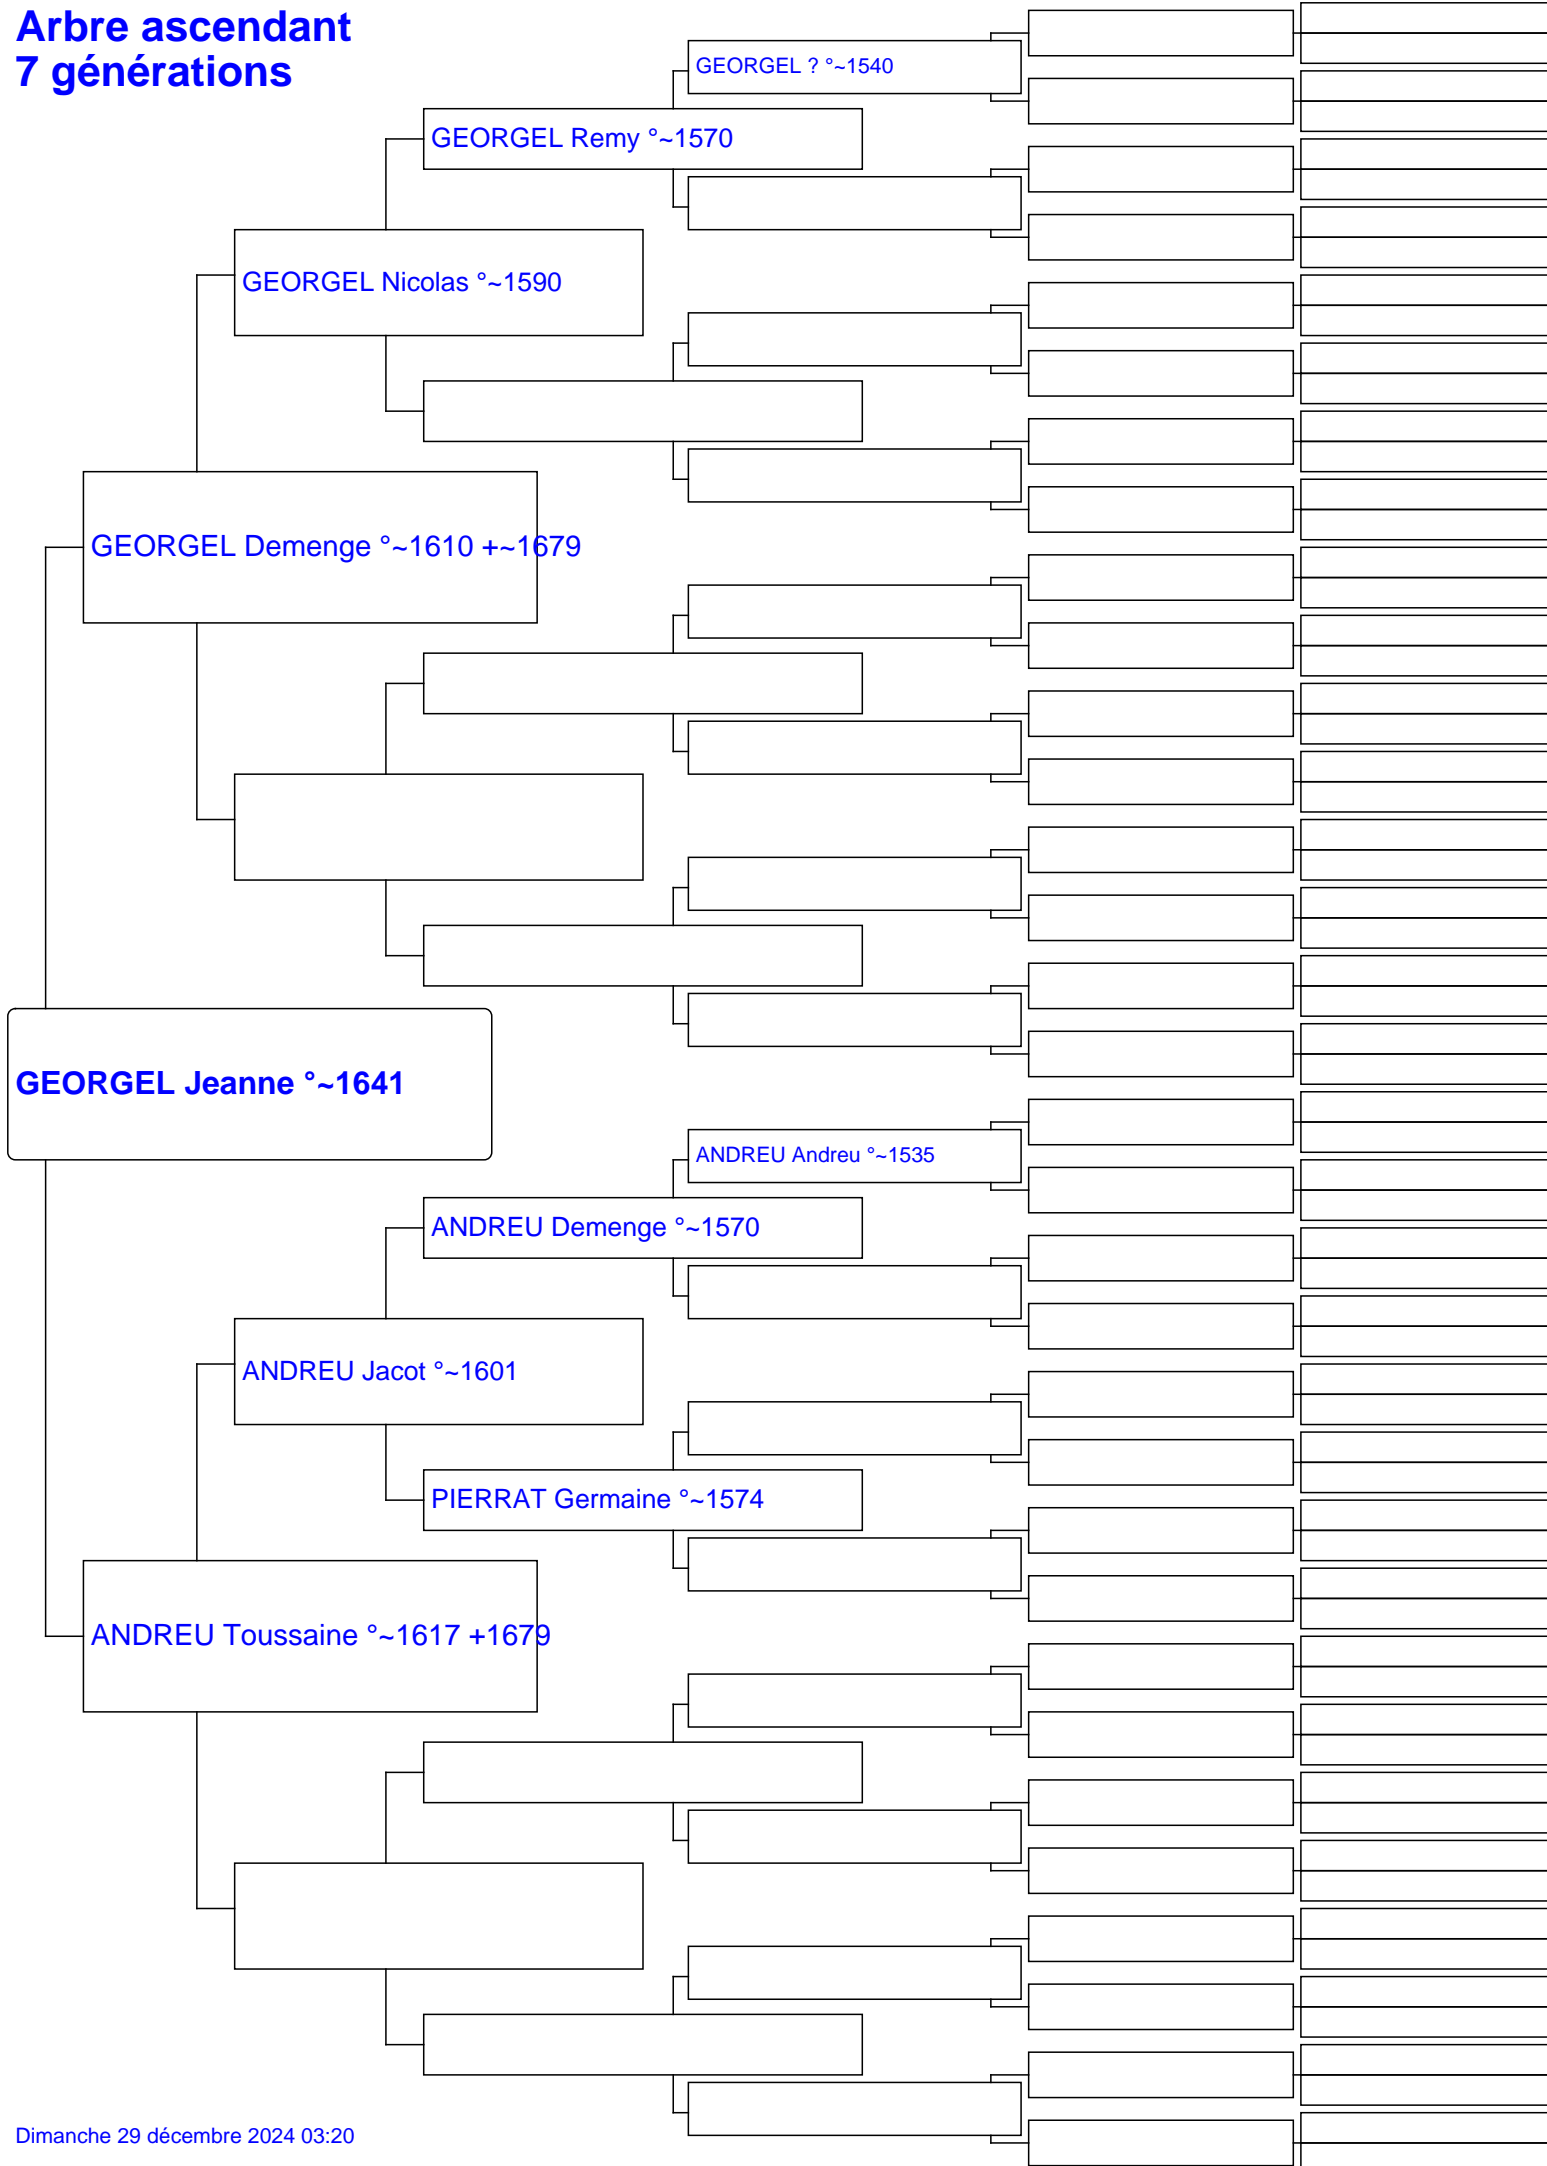 Arbre ascendant
7 générations
GEORGEL ? °~1540
GEORGEL Remy °~1570
GEORGEL Nicolas °~1590
GEORGEL Demenge °~1610 +~1679
GEORGEL Jeanne °~1641
ANDREU Andreu °~1535
ANDREU Demenge °~1570
ANDREU Jacot °~1601
PIERRAT Germaine °~1574
ANDREU Toussaine °~1617 +1679
Dimanche 29 décembre 2024 03:20